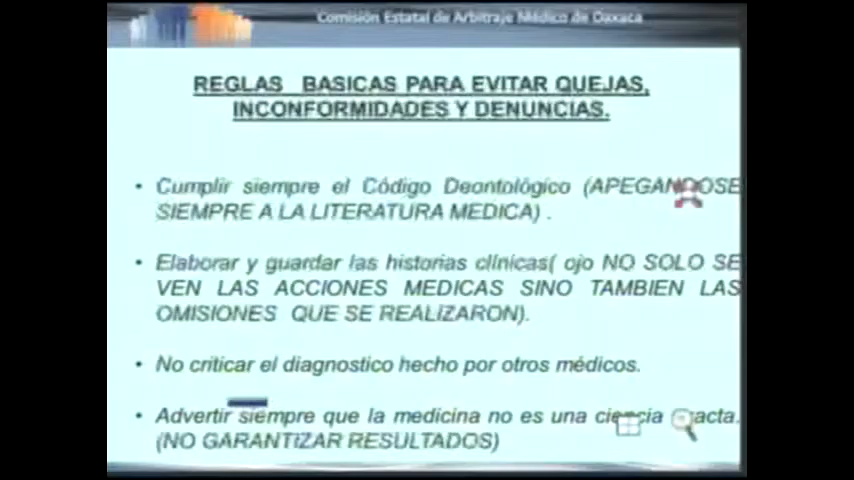 Comisión Estatal de Arbitraje Médico de Oaxaca
REGLAS BASICAS PARA EVITAR QUEJAS,
INCONFORMIDADES Y DENUNCIAS.
• Cumplir siempre el Código Deontológico (APEGANDOSE
SIEMPRE A LA LITERATURA MEDICA) .
• Elaborar y guardar las historias clínicas( ojo NO SOLO SE
VEN LAS ACCIONES MEDICAS SINO TAMBIEN LAS
OMISIONES QUE SE REALIZARON).
• No criticar el diagnostico hecho por otros médicos.
• Advertir siempre que la medicina no es una ciencia exacta.
(NO GARANTIZAR RESULTADOS)